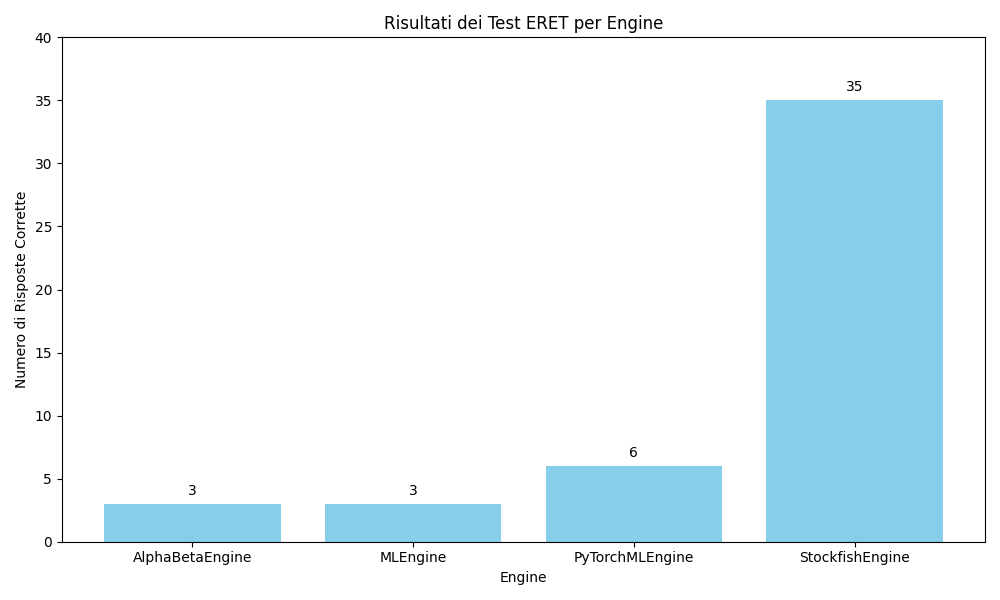 Risultati dei Test ERET per Engine
Numero di Risposte Corrette
40
35
30
25
20
15
10
5
0
3
3
6
35
AlphaBetaEngine
MLEngine
PyTorchMLEngine
StockfishEngine
Engine